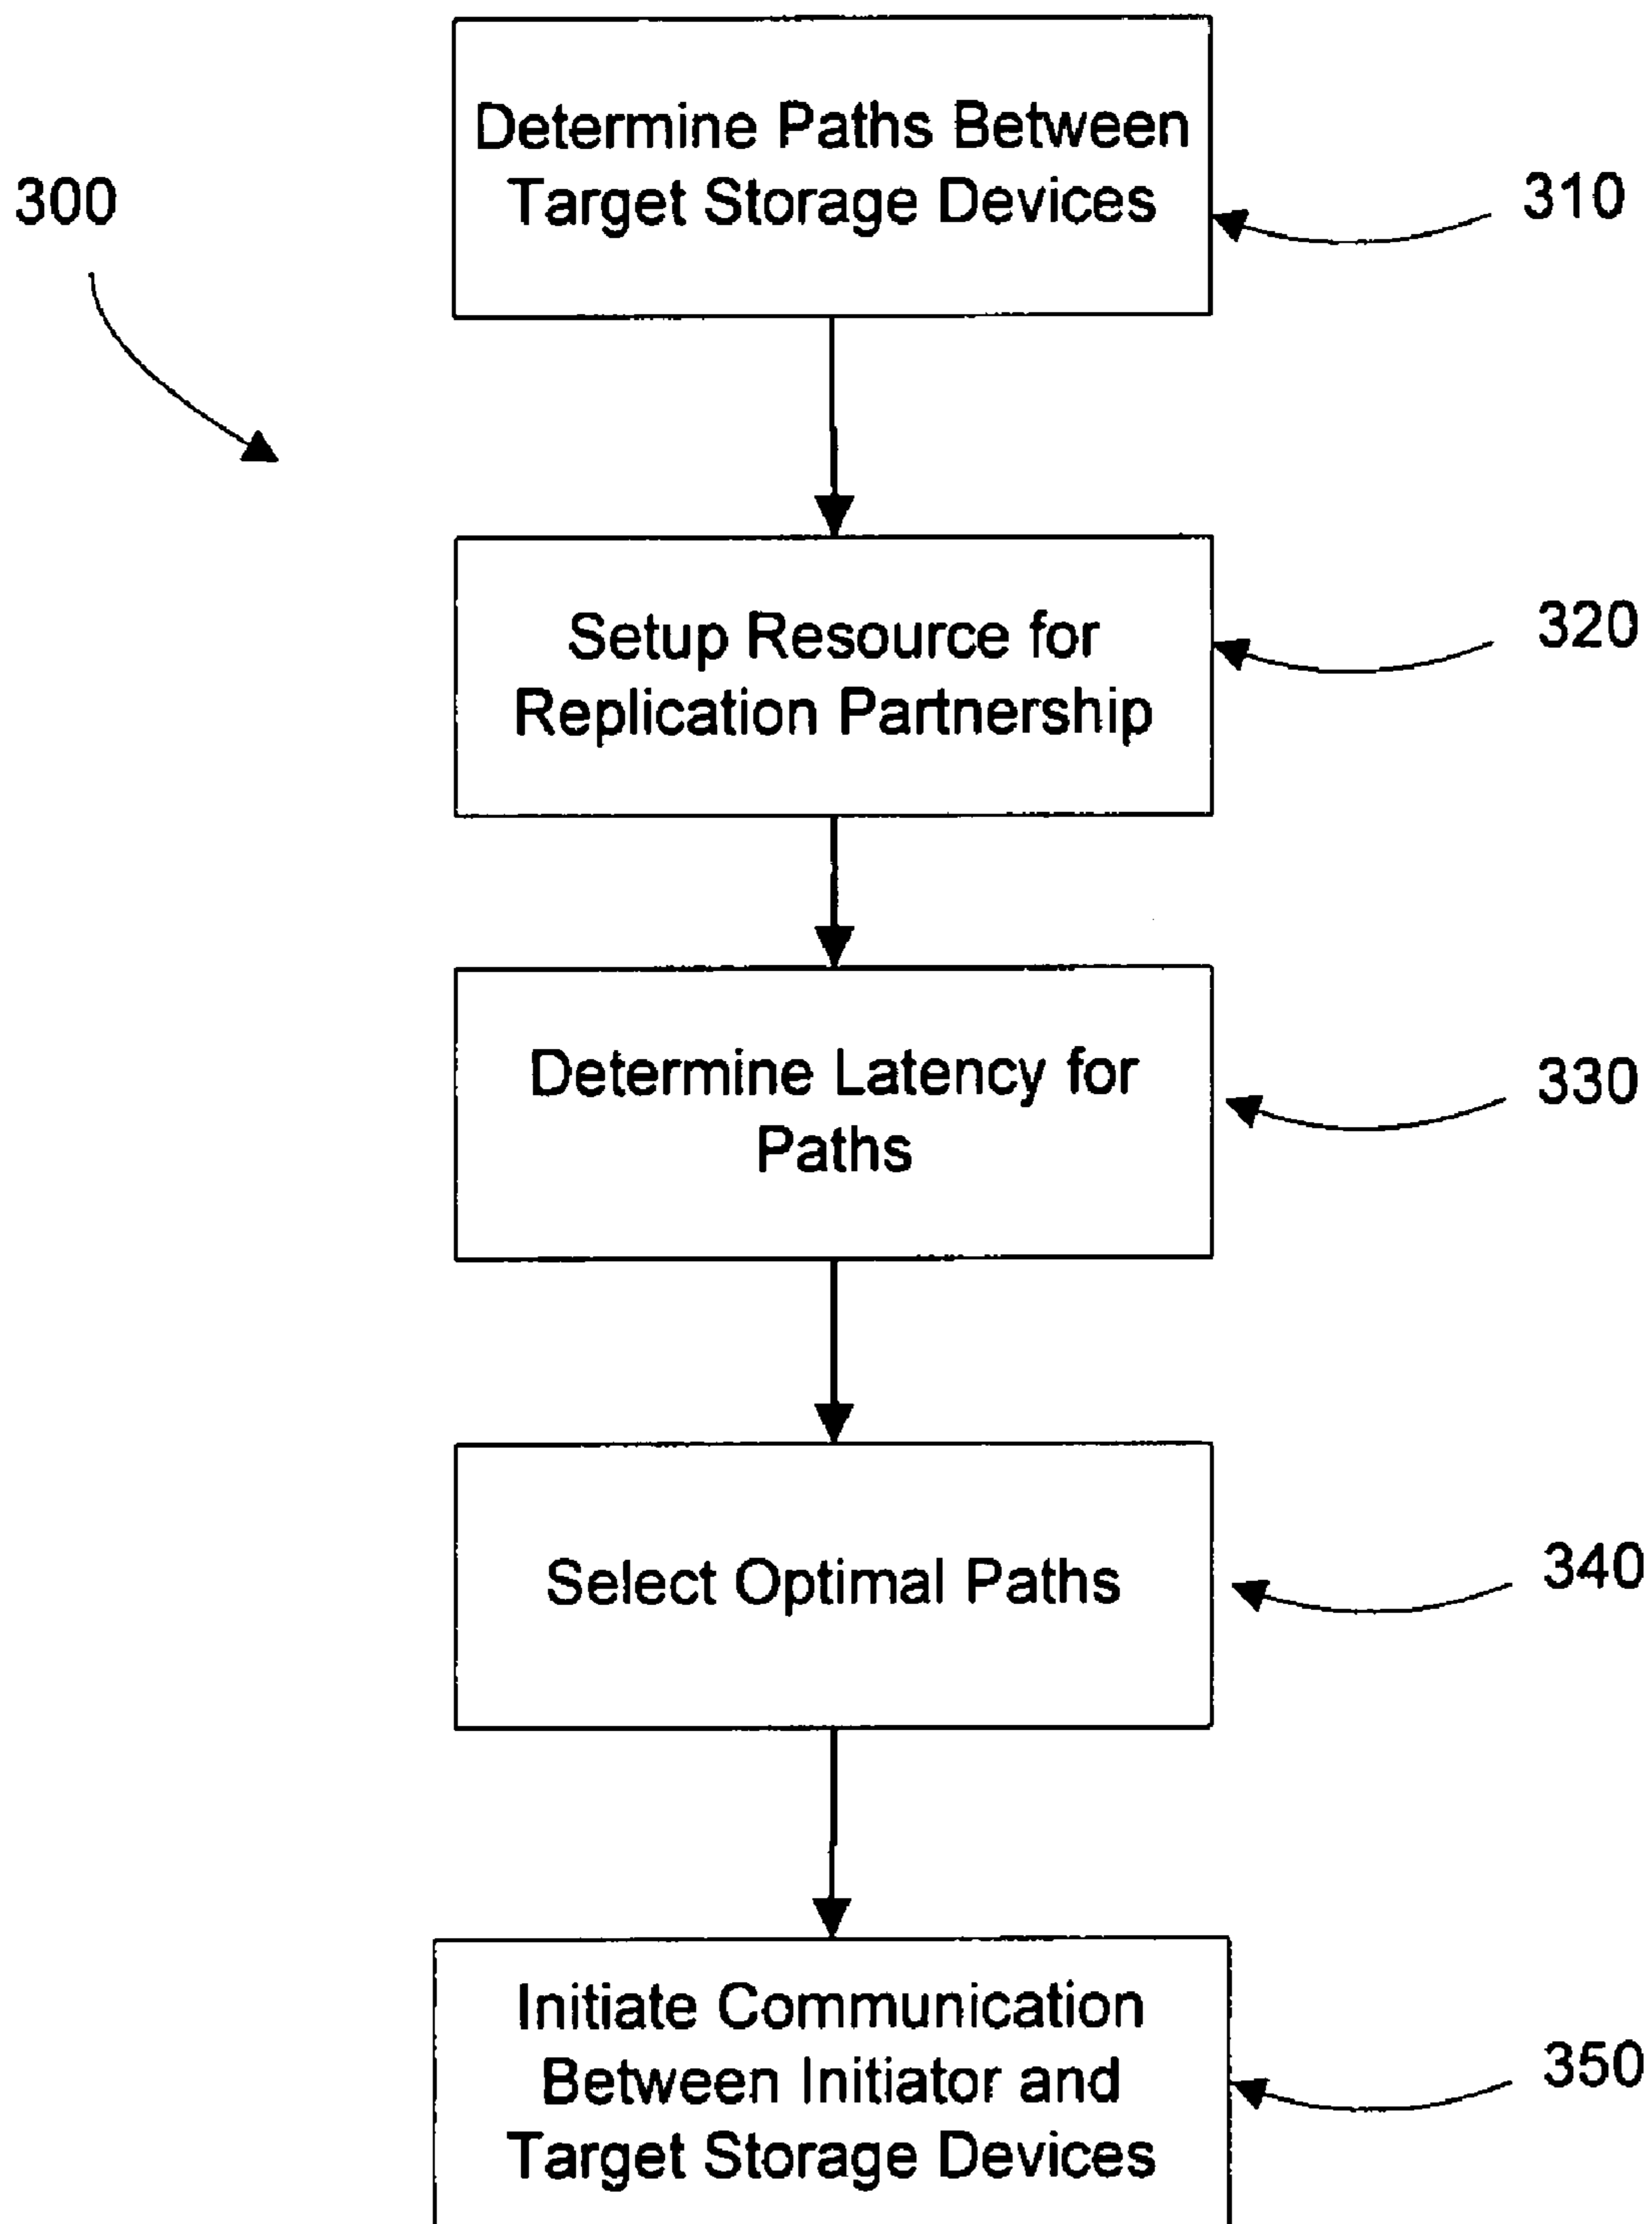 Determine Paths Between
Target Storage Devices
300
310
Setup Resource for
Replication Partnership
320
Determine Latency for
Paths
330
Select Optimal Paths
340
Initiate Communication
Between Initiator and
Target Storage Devices
350